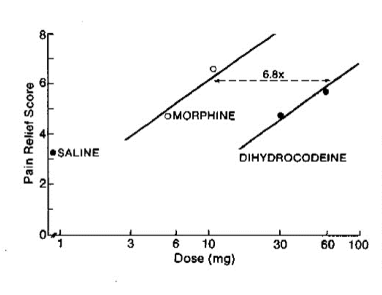 8
6
4
2
0
Pain Relief Score
6.8x
MORPHINE
SALINE
DIHYDROCODEINE
1 3 6 10 30 60 100
Dose (mg)